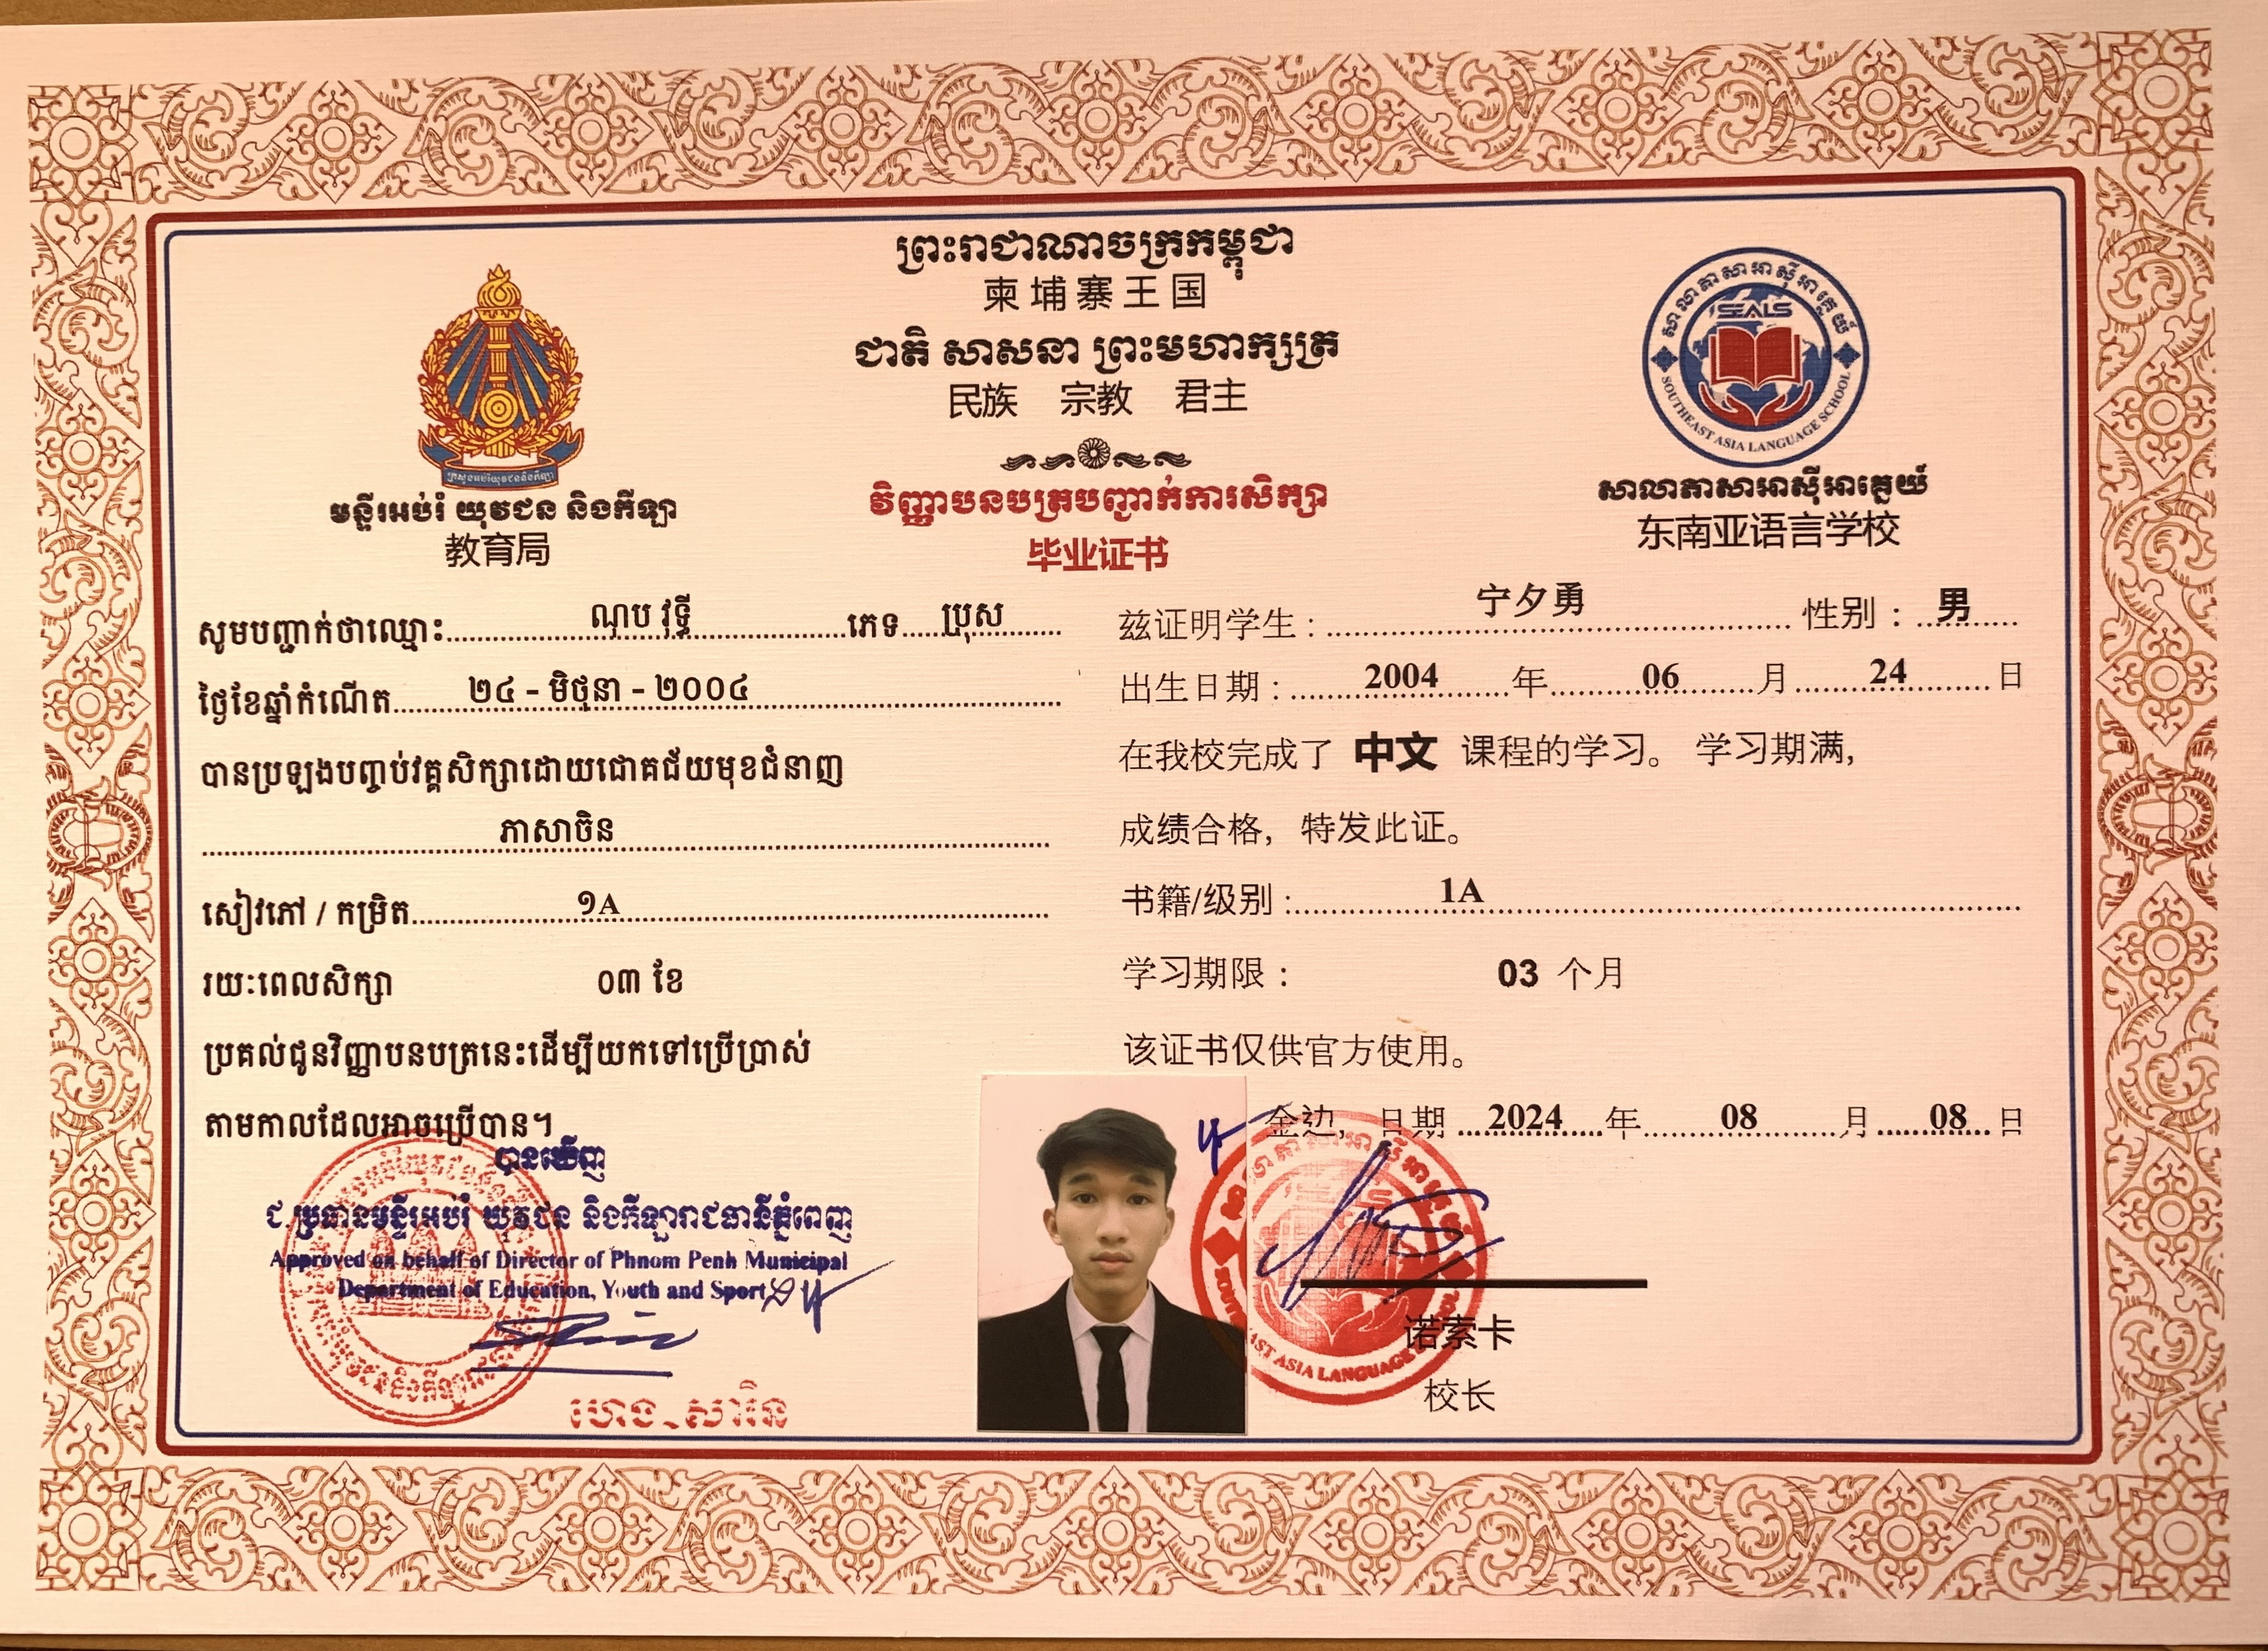 ព្រះរាជាណាចក្រកម្ពុជា
柬埔寨王国
ជាតិ សាសនា ព្រះមហាក្សត្រ
民族 宗教 君主
ក្រសួងអប់រំយុវជននិងកីឡា
មន្ទីរអប់រំ យុវជន និងកីឡា
教育局
វិញ្ញាបនបត្របញ្ជាក់ការសិក្សា
毕业证书
សាលាភាសាអាស៊ីអាគ្នេយ៍
SEALS
SOUTHEAST ASIA LANGUAGE SCHOOL
សាលាភាសាអាស៊ីអាគ្នេយ៍
东南亚语言学校
សូមបញ្ជាក់ថាឈ្មោះ ណុប វុទ្ធី ភេទ ប្រុស
ថ្ងៃខែឆ្នាំកំណើត ២៤ - មិថុនា - ២០០៤
បានប្រឡងបញ្ចប់វគ្គសិក្សាដោយជោគជ័យមុខជំនាញ
ភាសាចិន
សៀវភៅ / កម្រិត ១A
រយៈពេលសិក្សា ០៣ ខែ
ប្រគល់ជូនវិញ្ញាបនបត្រនេះដើម្បីយកទៅប្រើប្រាស់
តាមកាលដែលអាចប្រើបាន។
兹证明学生 : 宁夕勇 性别 : 男
出生日期 : 2004 年 06 月 24 日
在我校完成了 中文 课程的学习。 学习期满,
成绩合格, 特发此证。
书籍/级别 : 1A
学习期限 : 03 个月
该证书仅供官方使用。
金边, 日期 2024 年 08 月 08 日
បានឃើញ
ជ ប្រធានមន្ទីរអប់រំ យុវជន និងកីឡារាជធានីភ្នំពេញ
Approved on behalf of Director of Phnom Penh Municipal
Department of Education, Youth and Sport
ហេង សារិន
诺索卡
校长